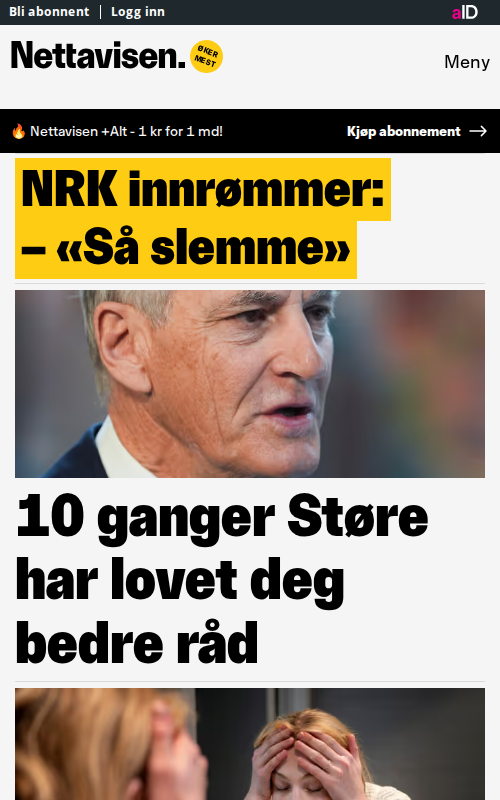 Bli abonnent | Logg inn
aID
Nettavisen.
ØKER
MEST
Meny
🔥 Nettavisen +Alt - 1 kr for 1 md!
Kjøp abonnement →
NRK innrømmer:
– «Så slemme»
10 ganger Støre
har lovet deg
bedre råd